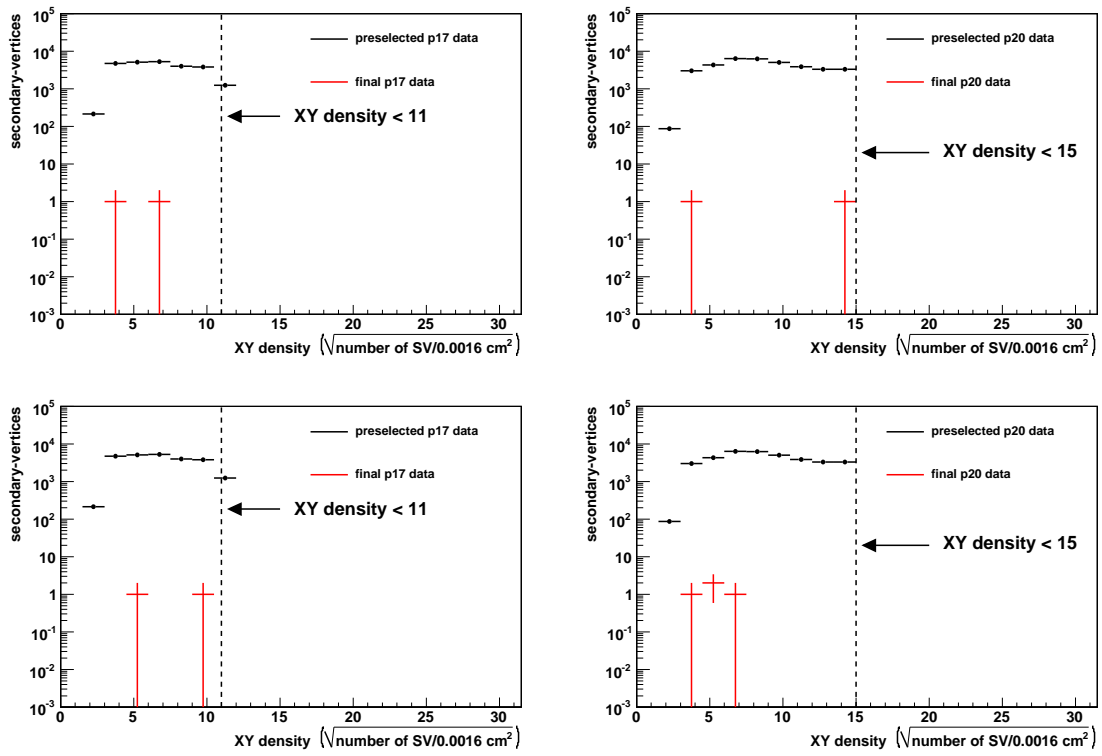 secondary-vertices
10^5
10^4
10^3
10^2
10
1
10^-1
10^-2
10^-3
preselected p17 data
final p17 data
XY density < 11
0 5 10 15 20 25 30
XY density (√number of SV/0.0016 cm²)
secondary-vertices
10^5
10^4
10^3
10^2
10
1
10^-1
10^-2
10^-3
preselected p20 data
final p20 data
XY density < 15
0 5 10 15 20 25 30
XY density (√number of SV/0.0016 cm²)
secondary-vertices
10^5
10^4
10^3
10^2
10
1
10^-1
10^-2
10^-3
preselected p17 data
final p17 data
XY density < 11
0 5 10 15 20 25 30
XY density (√number of SV/0.0016 cm²)
secondary-vertices
10^5
10^4
10^3
10^2
10
1
10^-1
10^-2
10^-3
preselected p20 data
final p20 data
XY density < 15
0 5 10 15 20 25 30
XY density (√number of SV/0.0016 cm²)